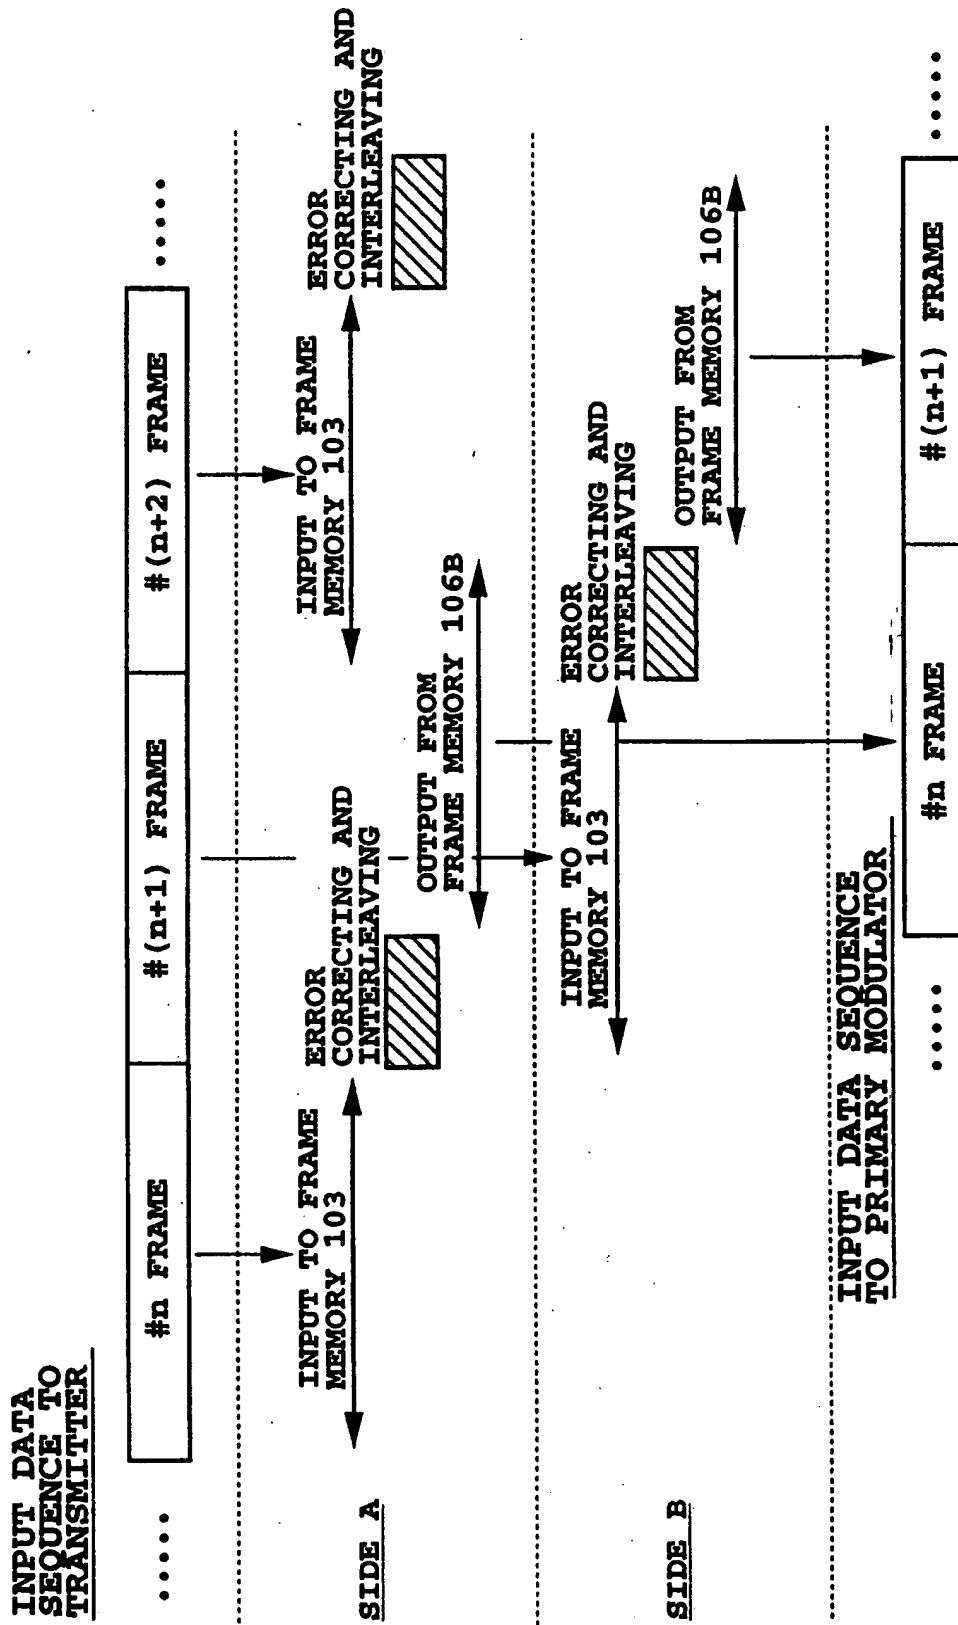 INPUT DATA
SEQUENCE TO
TRANSMITTER
.....
#n FRAME
#(n+1) FRAME
#(n+2) FRAME
.....
SIDE A
INPUT TO FRAME
MEMORY 103
ERROR
CORRECTING AND
INTERLEAVING
OUTPUT FROM
FRAME MEMORY 106B
INPUT TO FRAME
MEMORY 103
ERROR
CORRECTING AND
INTERLEAVING
SIDE B
INPUT TO FRAME
MEMORY 103
ERROR
CORRECTING AND
INTERLEAVING
OUTPUT FROM
FRAME MEMORY 106B
INPUT DATA SEQUENCE
TO PRIMARY MODULATOR
.....
#n FRAME
#(n+1) FRAME
.....